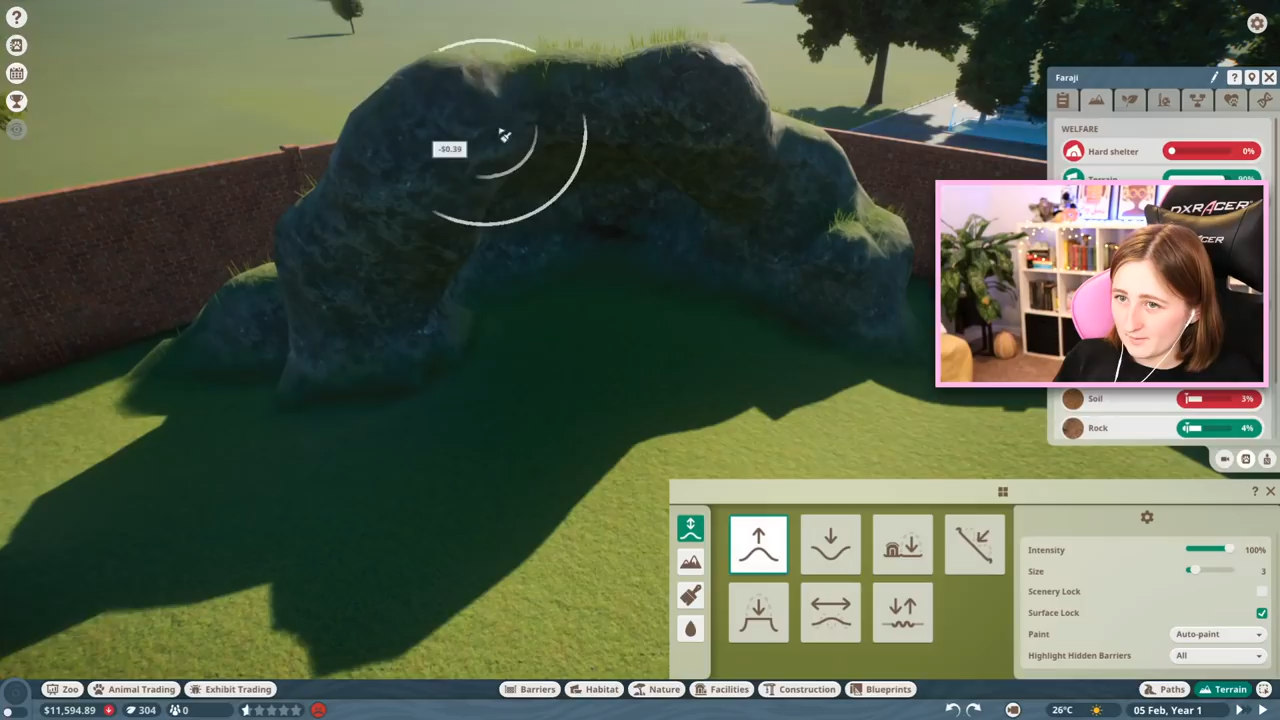 Faraji
WELFARE
Hard shelter 0%
-$0.39
DXRACER
Soil 3%
Rock 4%
Intensity 100%
Size 3
Scenery Lock
Surface Lock
Paint Auto-paint
Highlight Hidden Barriers All
Zoo Animal Trading Exhibit Trading Barriers Habitat Nature Facilities Construction Blueprints Paths Terrain
$11,594.89 304 0 26°C 05 Feb, Year 1